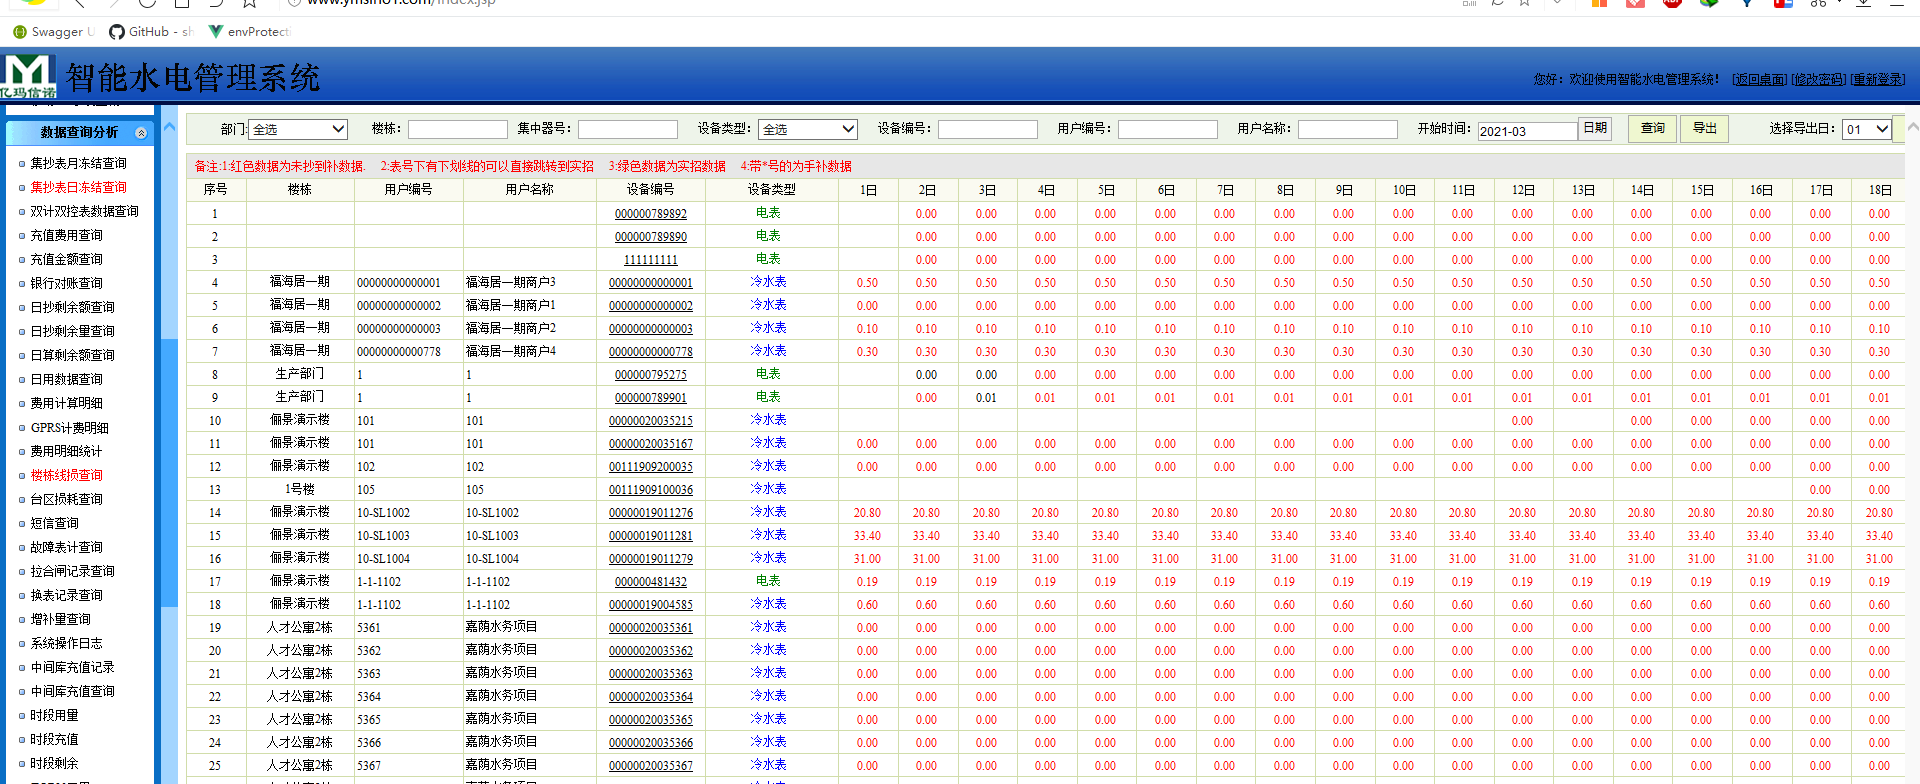 www.ymsino1.com/index.jsp
Swagger U
GitHub - sh
envProtecti
亿玛信诺
智能水电管理系统
您好：欢迎使用智能水电管理系统！ [返回桌面] [修改密码] [重新登录]
数据查询分析
集抄表月冻结查询
集抄表日冻结查询
双计双控表数据查询
充值费用查询
充值金额查询
银行对账查询
日抄剩余额查询
日抄剩余量查询
日算剩余额查询
日用数据查询
费用计算明细
GPRS计费明细
费用明细统计
楼栋线损查询
台区损耗查询
短信查询
故障表计查询
拉合闸记录查询
换表记录查询
增补量查询
系统操作日志
中间库充值记录
中间库充值查询
时段用量
时段充值
时段剩余
部门: 全选 楼栋: 集中器号: 设备类型: 全选 设备编号: 用户编号: 用户名称: 开始时间: 2021-03 日期 查询 导出 选择导出日: 01
备注:1:红色数据为未抄到补数据. 2:表号下有下划线的可以直接跳转到实招 3:绿色数据为实招数据 4:带*号的为手补数据
序号 楼栋 用户编号 用户名称 设备编号 设备类型 1日 2日 3日 4日 5日 6日 7日 8日 9日 10日 11日 12日 13日 14日 15日 16日 17日 18日
1 000000789892 电表 0.00 0.00 0.00 0.00 0.00 0.00 0.00 0.00 0.00 0.00 0.00 0.00 0.00 0.00 0.00 0.00 0.00
2 000000789890 电表 0.00 0.00 0.00 0.00 0.00 0.00 0.00 0.00 0.00 0.00 0.00 0.00 0.00 0.00 0.00 0.00 0.00
3 111111111 电表 0.00 0.00 0.00 0.00 0.00 0.00 0.00 0.00 0.00 0.00 0.00 0.00 0.00 0.00 0.00 0.00 0.00
4 福海居一期 00000000000001 福海居一期商户3 00000000000001 冷水表 0.50 0.50 0.50 0.50 0.50 0.50 0.50 0.50 0.50 0.50 0.50 0.50 0.50 0.50 0.50 0.50 0.50 0.50
5 福海居一期 00000000000002 福海居一期商户1 00000000000002 冷水表 0.00 0.00 0.00 0.00 0.00 0.00 0.00 0.00 0.00 0.00 0.00 0.00 0.00 0.00 0.00 0.00 0.00 0.00
6 福海居一期 00000000000003 福海居一期商户2 00000000000003 冷水表 0.10 0.10 0.10 0.10 0.10 0.10 0.10 0.10 0.10 0.10 0.10 0.10 0.10 0.10 0.10 0.10 0.10 0.10
7 福海居一期 00000000000778 福海居一期商户4 00000000000778 冷水表 0.30 0.30 0.30 0.30 0.30 0.30 0.30 0.30 0.30 0.30 0.30 0.30 0.30 0.30 0.30 0.30 0.30 0.30
8 生产部门 1 1 000000795275 电表 0.00 0.00 0.00 0.00 0.00 0.00 0.00 0.00 0.00 0.00 0.00 0.00 0.00 0.00 0.00 0.00 0.00
9 生产部门 1 1 000000789901 电表 0.00 0.01 0.01 0.01 0.01 0.01 0.01 0.01 0.01 0.01 0.01 0.01 0.01 0.01 0.01 0.01 0.01
10 俪景演示楼 101 101 00000020035215 冷水表 0.00 0.00 0.00 0.00 0.00 0.00
11 俪景演示楼 101 101 00000020035167 冷水表 0.00 0.00 0.00 0.00 0.00 0.00 0.00 0.00 0.00 0.00 0.00 0.00 0.00 0.00 0.00 0.00 0.00 0.00
12 俪景演示楼 102 102 00111909200035 冷水表 0.00 0.00 0.00 0.00 0.00 0.00 0.00 0.00 0.00 0.00 0.00 0.00 0.00 0.00 0.00 0.00 0.00 0.00
13 1号楼 105 105 00111909100036 冷水表 0.00 0.00
14 俪景演示楼 10-SL1002 10-SL1002 00000019011276 冷水表 20.80 20.80 20.80 20.80 20.80 20.80 20.80 20.80 20.80 20.80 20.80 20.80 20.80 20.80 20.80 20.80 20.80 20.80
15 俪景演示楼 10-SL1003 10-SL1003 00000019011281 冷水表 33.40 33.40 33.40 33.40 33.40 33.40 33.40 33.40 33.40 33.40 33.40 33.40 33.40 33.40 33.40 33.40 33.40 33.40
16 俪景演示楼 10-SL1004 10-SL1004 00000019011279 冷水表 31.00 31.00 31.00 31.00 31.00 31.00 31.00 31.00 31.00 31.00 31.00 31.00 31.00 31.00 31.00 31.00 31.00 31.00
17 俪景演示楼 1-1-1102 1-1-1102 000000481432 电表 0.19 0.19 0.19 0.19 0.19 0.19 0.19 0.19 0.19 0.19 0.19 0.19 0.19 0.19 0.19 0.19 0.19 0.19
18 俪景演示楼 1-1-1102 1-1-1102 00000019004585 冷水表 0.60 0.60 0.60 0.60 0.60 0.60 0.60 0.60 0.60 0.60 0.60 0.60 0.60 0.60 0.60 0.60 0.60 0.60
19 人才公寓2栋 5361 嘉荫水务项目 00000020035361 冷水表 0.00 0.00 0.00 0.00 0.00 0.00 0.00 0.00 0.00 0.00 0.00 0.00 0.00 0.00 0.00 0.00 0.00 0.00
20 人才公寓2栋 5362 嘉荫水务项目 00000020035362 冷水表 0.00 0.00 0.00 0.00 0.00 0.00 0.00 0.00 0.00 0.00 0.00 0.00 0.00 0.00 0.00 0.00 0.00 0.00
21 人才公寓2栋 5363 嘉荫水务项目 00000020035363 冷水表 0.00 0.00 0.00 0.00 0.00 0.00 0.00 0.00 0.00 0.00 0.00 0.00 0.00 0.00 0.00 0.00 0.00 0.00
22 人才公寓2栋 5364 嘉荫水务项目 00000020035364 冷水表 0.00 0.00 0.00 0.00 0.00 0.00 0.00 0.00 0.00 0.00 0.00 0.00 0.00 0.00 0.00 0.00 0.00 0.00
23 人才公寓2栋 5365 嘉荫水务项目 00000020035365 冷水表 0.00 0.00 0.00 0.00 0.00 0.00 0.00 0.00 0.00 0.00 0.00 0.00 0.00 0.00 0.00 0.00 0.00 0.00
24 人才公寓2栋 5366 嘉荫水务项目 00000020035366 冷水表 0.00 0.00 0.00 0.00 0.00 0.00 0.00 0.00 0.00 0.00 0.00 0.00 0.00 0.00 0.00 0.00 0.00 0.00
25 人才公寓2栋 5367 嘉荫水务项目 00000020035367 冷水表 0.00 0.00 0.00 0.00 0.00 0.00 0.00 0.00 0.00 0.00 0.00 0.00 0.00 0.00 0.00 0.00 0.00 0.00